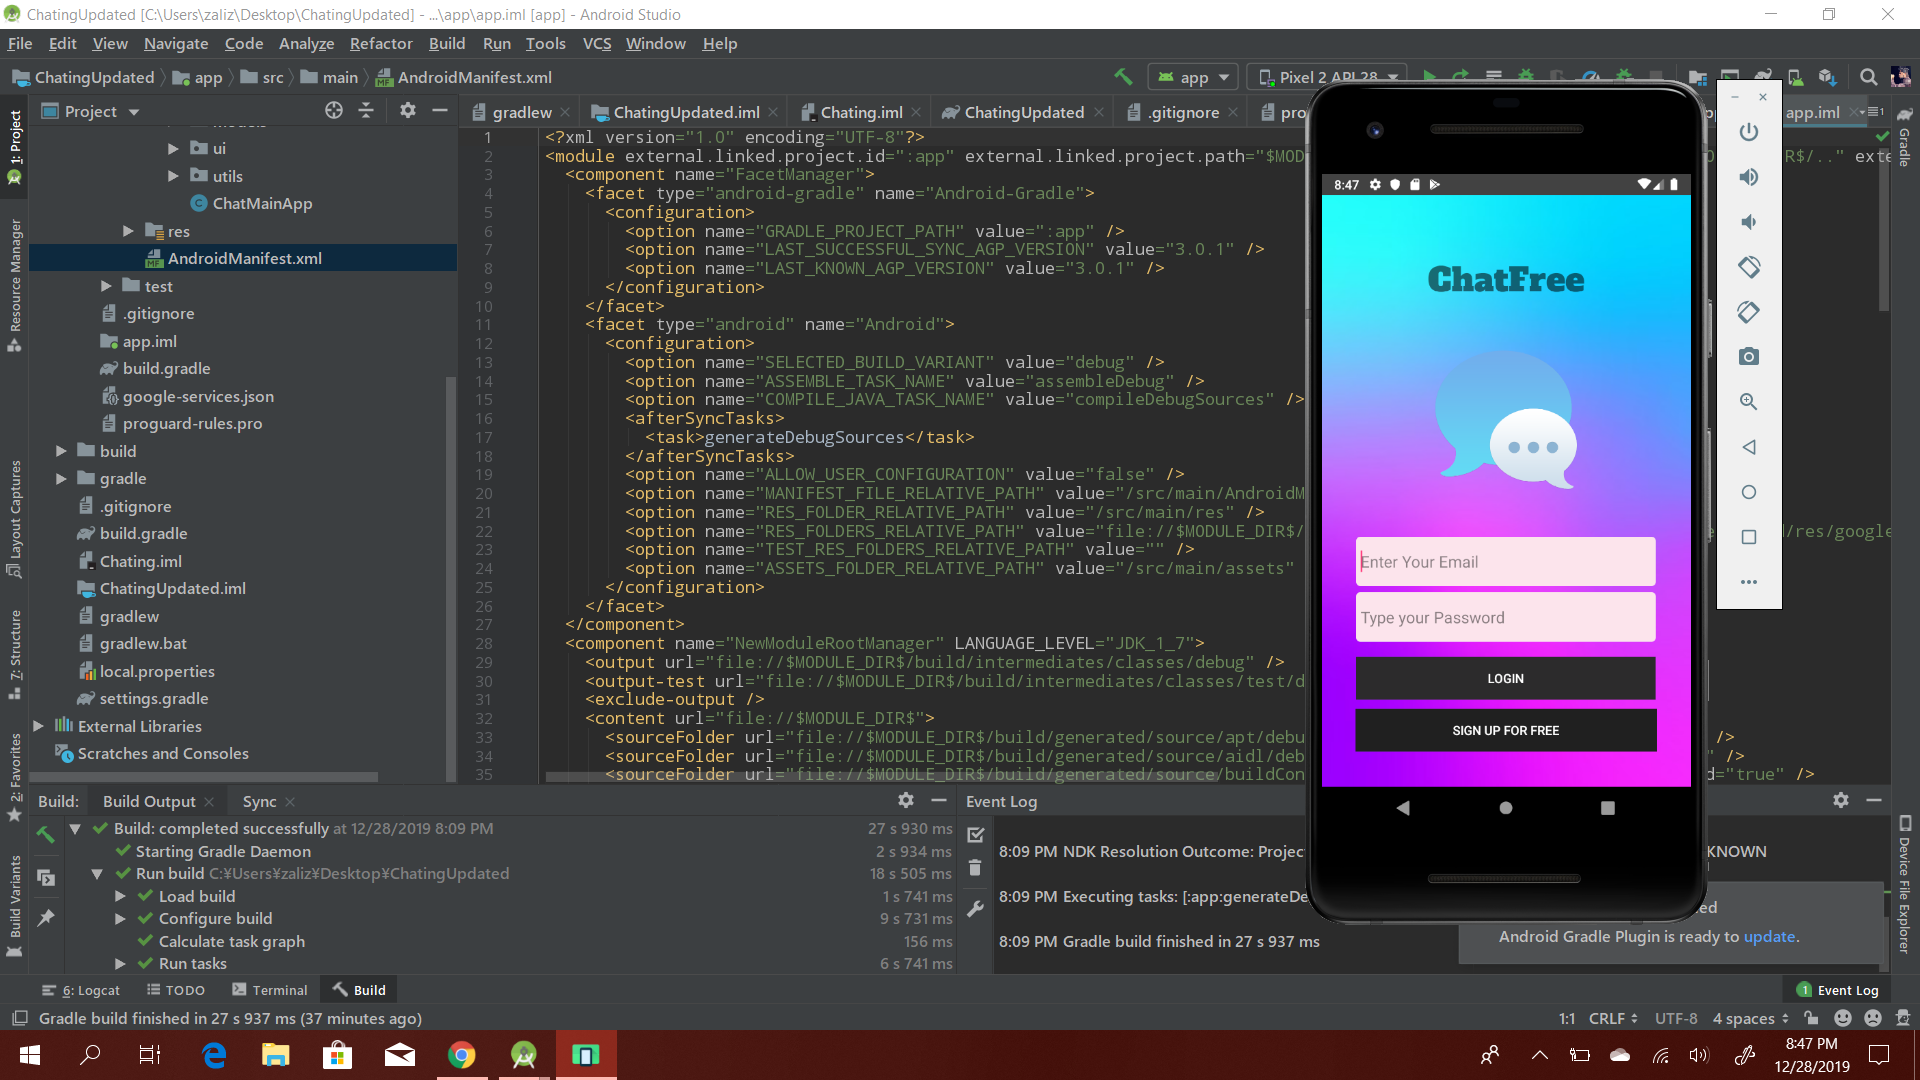 ChatingUpdated [C:\Users\zaliz\Desktop\ChatingUpdated] - ...\app\app.iml [app] - Android Studio
File Edit View Navigate Code Analyze Refactor Build Run Tools VCS Window Help
ChatingUpdated app src main AndroidManifest.xml
app
Pixel 2 API 28
Project
gradlew
ChatingUpdated.iml
Chating.iml
ChatingUpdated
.gitignore
app.iml
1: Project
Resource Manager
Layout Captures
7: Structure
2: Favorites
Build Variants
ui
utils
ChatMainApp
res
AndroidManifest.xml
test
.gitignore
app.iml
build.gradle
google-services.json
proguard-rules.pro
build
gradle
.gitignore
build.gradle
Chating.iml
ChatingUpdated.iml
gradlew
gradlew.bat
local.properties
settings.gradle
External Libraries
Scratches and Consoles
1 <?xml version="1.0" encoding="UTF-8"?>
2 <module external.linked.project.id=":app" external.linked.project.path="$MOD R$/.." exte
3 <component name="FacetManager">
4 <facet type="android-gradle" name="Android-Gradle">
5 <configuration>
6 <option name="GRADLE_PROJECT_PATH" value=":app" />
7 <option name="LAST_SUCCESSFUL_SYNC_AGP_VERSION" value="3.0.1" />
8 <option name="LAST_KNOWN_AGP_VERSION" value="3.0.1" />
9 </configuration>
10 </facet>
11 <facet type="android" name="Android">
12 <configuration>
13 <option name="SELECTED_BUILD_VARIANT" value="debug" />
14 <option name="ASSEMBLE_TASK_NAME" value="assembleDebug" />
15 <option name="COMPILE_JAVA_TASK_NAME" value="compileDebugSources" />
16 <afterSyncTasks>
17 <task>generateDebugSources</task>
18 </afterSyncTasks>
19 <option name="ALLOW_USER_CONFIGURATION" value="false" />
20 <option name="MANIFEST_FILE_RELATIVE_PATH" value="/src/main/AndroidM
21 <option name="RES_FOLDER_RELATIVE_PATH" value="/src/main/res" />
22 <option name="RES_FOLDERS_RELATIVE_PATH" value="file://$MODULE_DIR$/ /res/google
23 <option name="TEST_RES_FOLDERS_RELATIVE_PATH" value="" />
24 <option name="ASSETS_FOLDER_RELATIVE_PATH" value="/src/main/assets"
25 </configuration>
26 </facet>
27 </component>
28 <component name="NewModuleRootManager" LANGUAGE_LEVEL="JDK_1_7">
29 <output url="file://$MODULE_DIR$/build/intermediates/classes/debug" />
30 <output-test url="file://$MODULE_DIR$/build/intermediates/classes/test/d
31 <exclude-output />
32 <content url="file://$MODULE_DIR$">
33 <sourceFolder url="file://$MODULE_DIR$/build/generated/source/apt/debu />
34 <sourceFolder url="file://$MODULE_DIR$/build/generated/source/aidl/deb " />
35 <sourceFolder url="file://$MODULE_DIR$/build/generated/source/buildCon d="true" />
8:47
ChatFree
Enter Your Email
Type your Password
LOGIN
SIGN UP FOR FREE
Gradle
Device File Explorer
Build: Build Output Sync
Build: completed successfully at 12/28/2019 8:09 PM 27 s 930 ms
Starting Gradle Daemon 2 s 934 ms
Run build C:¥Users¥zaliz¥Desktop¥ChatingUpdated 18 s 505 ms
Load build 1 s 741 ms
Configure build 9 s 731 ms
Calculate task graph 156 ms
Run tasks 6 s 741 ms
Event Log
8:09 PM NDK Resolution Outcome: Projec KNOWN
8:09 PM Executing tasks: [:app:generateDe
8:09 PM Gradle build finished in 27 s 937 ms
ed
Android Gradle Plugin is ready to update.
6: Logcat TODO Terminal Build
1 Event Log
Gradle build finished in 27 s 937 ms (37 minutes ago)
1:1 CRLF UTF-8 4 spaces
8:47 PM
12/28/2019